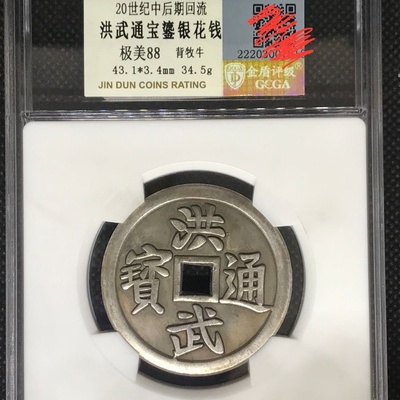 20世纪中后期回流
洪武通宝鎏银花钱
极美88 背牧牛
43.1*3.4mm 34.5g
JIN DUN COINS RATING
金盾评级
GCGA
洪武通寳